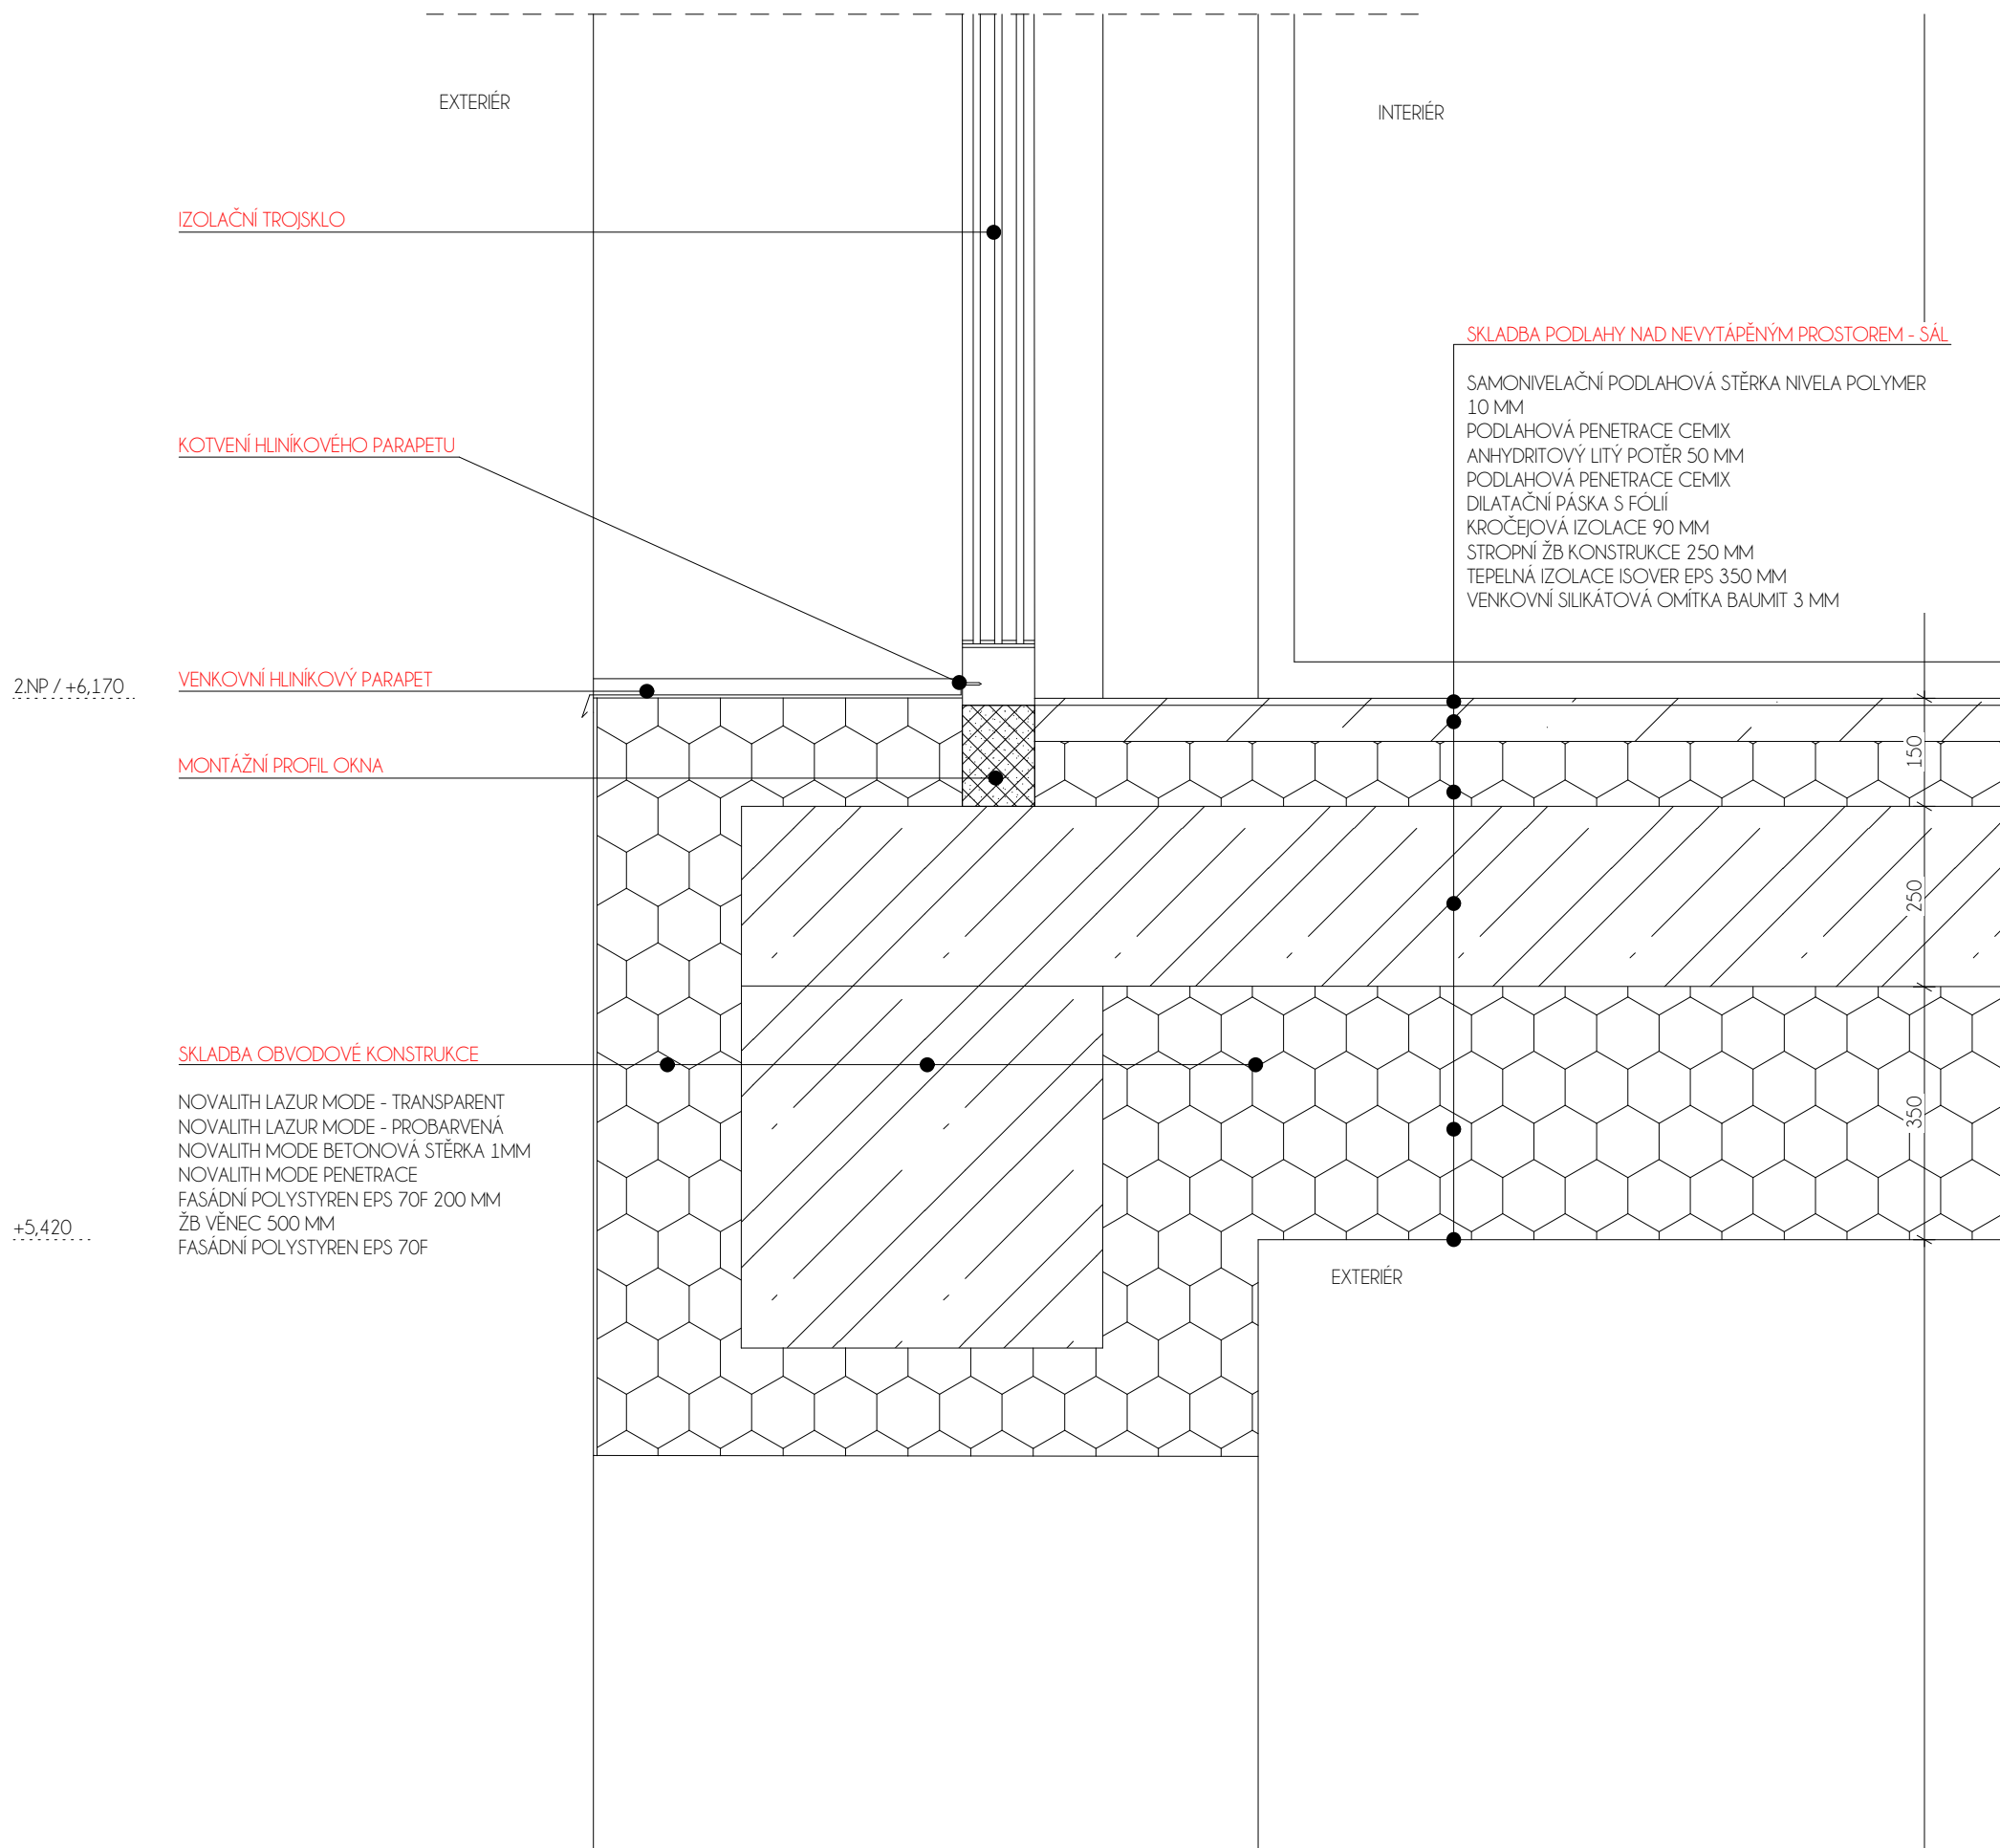 EXTERIÉR
INTERIÉR
IZOLAČNÍ TROJSKLO
SKLADBA PODLAHY NAD NEVYTÁPĚNÝM PROSTOREM - SÁL
SAMONIVELAČNÍ PODLAHOVÁ STĚRKA NIVELA POLYMER
10 MM
PODLAHOVÁ PENETRACE CEMIX
ANHYDRITOVÝ LITÝ POTĚR 50 MM
PODLAHOVÁ PENETRACE CEMIX
DILATAČNÍ PÁSKA S FÓLIÍ
KROČEJOVÁ IZOLACE 90 MM
STROPNÍ ŽB KONSTRUKCE 250 MM
TEPELNÁ IZOLACE ISOVER EPS 350 MM
VENKOVNÍ SILIKÁTOVÁ OMÍTKA BAUMIT 3 MM
KOTVENÍ HLINÍKOVÉHO PARAPETU
2.NP / +6,170
VENKOVNÍ HLINÍKOVÝ PARAPET
MONTÁŽNÍ PROFIL OKNA
150
250
350
SKLADBA OBVODOVÉ KONSTRUKCE
NOVALITH LAZUR MODE - TRANSPARENT
NOVALITH LAZUR MODE - PROBARVENÁ
NOVALITH MODE BETONOVÁ STĚRKA 1MM
NOVALITH MODE PENETRACE
FASÁDNÍ POLYSTYREN EPS 70F 200 MM
ŽB VĚNEC 500 MM
FASÁDNÍ POLYSTYREN EPS 70F
+5,420
EXTERIÉR